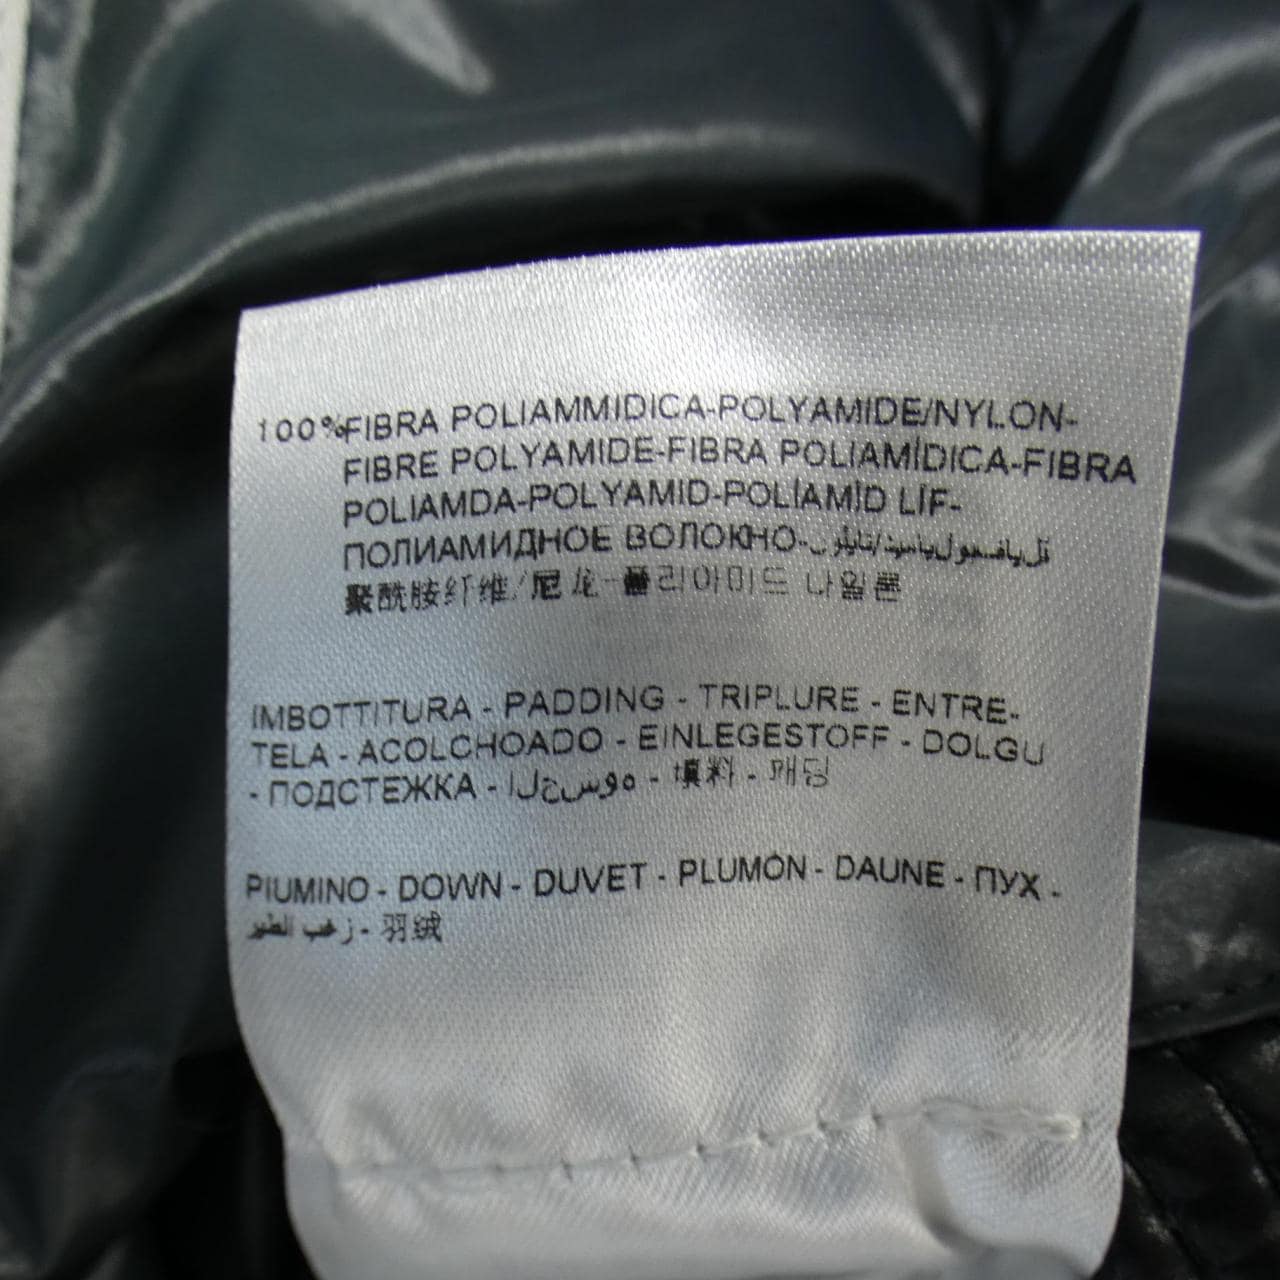 100%FIBRA POLIAMMIDICA-POLYAMIDE/NYLON-
FIBRE POLYAMIDE-FIBRA POLIAMÍDICA-FIBRA
POLIAMDA-POLYAMID-POLİAMİD LİF-
ПОЛИАМИДНОЕ ВОЛОКНО-
聚酰胺纤维/尼龙-폴리아미드 나일론
IMBOTTITURA - PADDING - TRIPLURE - ENTRE-
TELA - ACOLCHOADO - EINLEGESTOFF - DOLGU
- ПОДСТЕЖКА - الحسوه - 填料 - 패딩
PIUMINO - DOWN - DUVET - PLUMÓN - DAUNE - ПУХ -
زغب الطيور - 羽绒